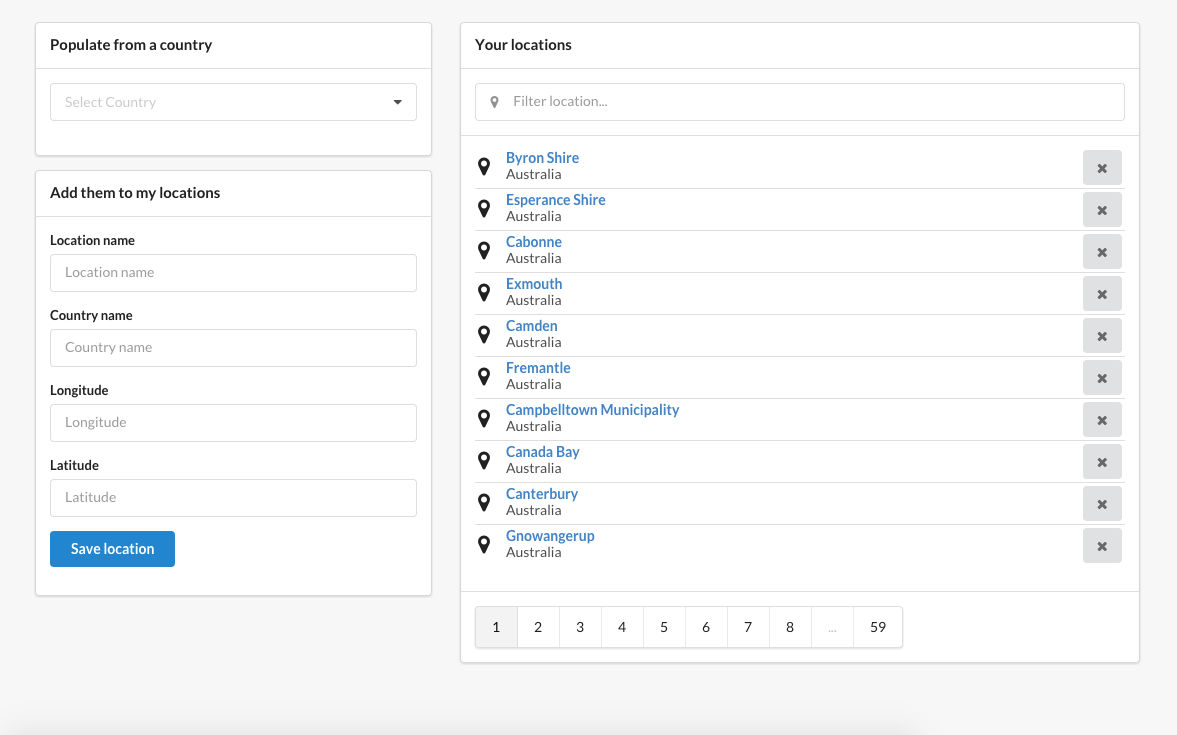 Populate from a country
Select Country
Add them to my locations
Location name
Location name
Country name
Country name
Longitude
Longitude
Latitude
Latitude
Save location
Your locations
Filter location...
Byron Shire
Australia
Esperance Shire
Australia
Cabonne
Australia
Exmouth
Australia
Camden
Australia
Fremantle
Australia
Campbelltown Municipality
Australia
Canada Bay
Australia
Canterbury
Australia
Gnowangerup
Australia
1 2 3 4 5 6 7 8 ... 59